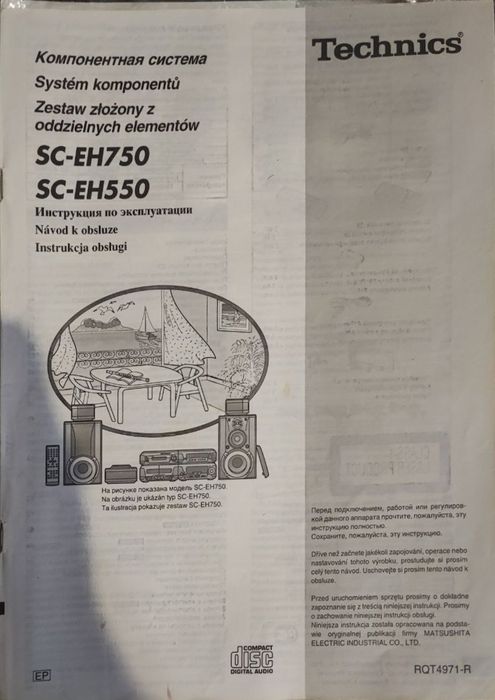 Technics
Компонентная система
Systém komponentů
Zestaw złożony z
oddzielnych elementów
SC-EH750
SC-EH550
Инструкция по эксплуатации
Návod k obsluze
Instrukcja obsługi
На рисунке показана модель SC-EH750.
Na obrázku je ukázán typ SC-EH750.
Ta ilustracja pokazuje zestaw SC-EH750.
Перед подключением, работой или регулиров-
кой данного аппарата прочтите, пожалуйста, эту
инструкцию полностью.
Сохраните, пожалуйста, эту инструкцию.
Dříve než začnete jakékoli zapojování, operace nebo
nastavování tohoto výrobku, prostudujte si prosím
celý tento návod. Uschovejte si prosím tento návod k
obsluze.
Przed uruchomieniem sprzętu prosimy o dokładne
zapoznanie się z treścią niniejszej instrukcji. Prosimy
o zachowanie niniejszej instrukcji obsługi.
Niniejsza instrukcja została opracowana na podsta-
wie oryginalnej publikacji firmy MATSUSHITA
ELECTRIC INDUSTRIAL CO., LTD.
EP
COMPACT
disc
DIGITAL AUDIO
RQT4971-R